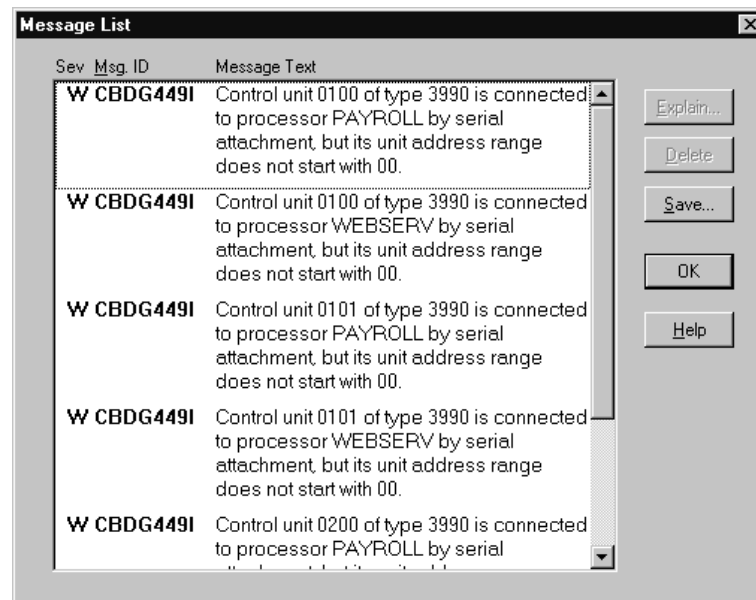 Message List
Sev Msg. ID Message Text
W CBDG449I Control unit 0100 of type 3990 is connected
to processor PAYROLL by serial
attachment, but its unit address range
does not start with 00.
W CBDG449I Control unit 0100 of type 3990 is connected
to processor WEBSERV by serial
attachment, but its unit address range
does not start with 00.
W CBDG449I Control unit 0101 of type 3990 is connected
to processor PAYROLL by serial
attachment, but its unit address range
does not start with 00.
W CBDG449I Control unit 0101 of type 3990 is connected
to processor WEBSERV by serial
attachment, but its unit address range
does not start with 00.
W CBDG449I Control unit 0200 of type 3990 is connected
to processor PAYROLL by serial
Explain...
Delete
Save...
OK
Help